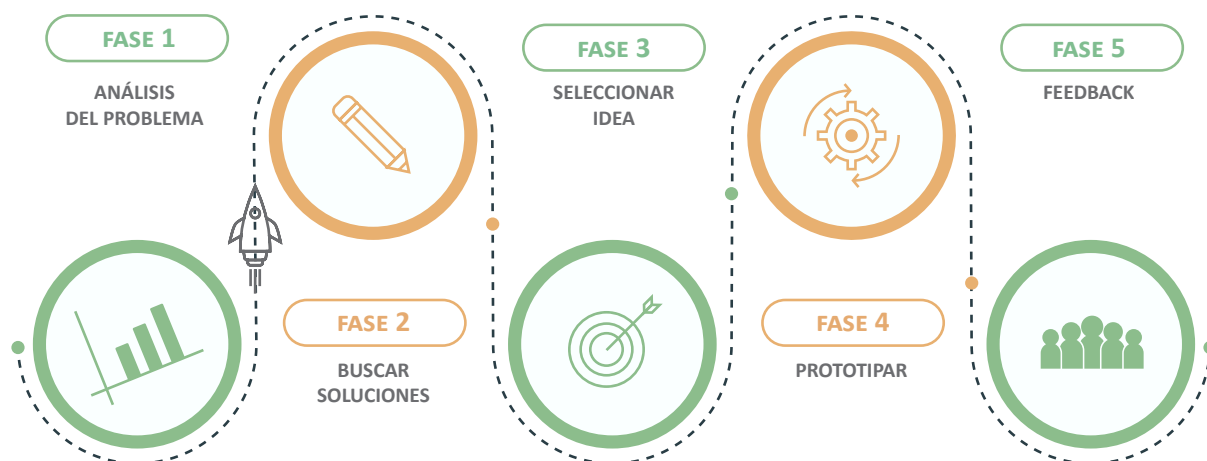 FASE 1
ANÁLISIS
DEL PROBLEMA
FASE 2
BUSCAR
SOLUCIONES
FASE 3
SELECCIONAR
IDEA
FASE 4
PROTOTIPAR
FASE 5
FEEDBACK